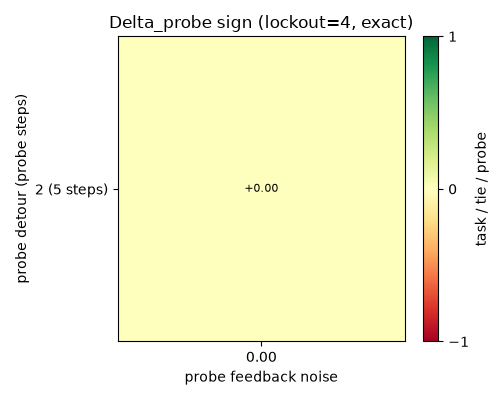 Delta_probe sign (lockout=4, exact)
probe detour (probe steps)
2 (5 steps)
+0.00
0.00
probe feedback noise
1
0
−1
task / tie / probe